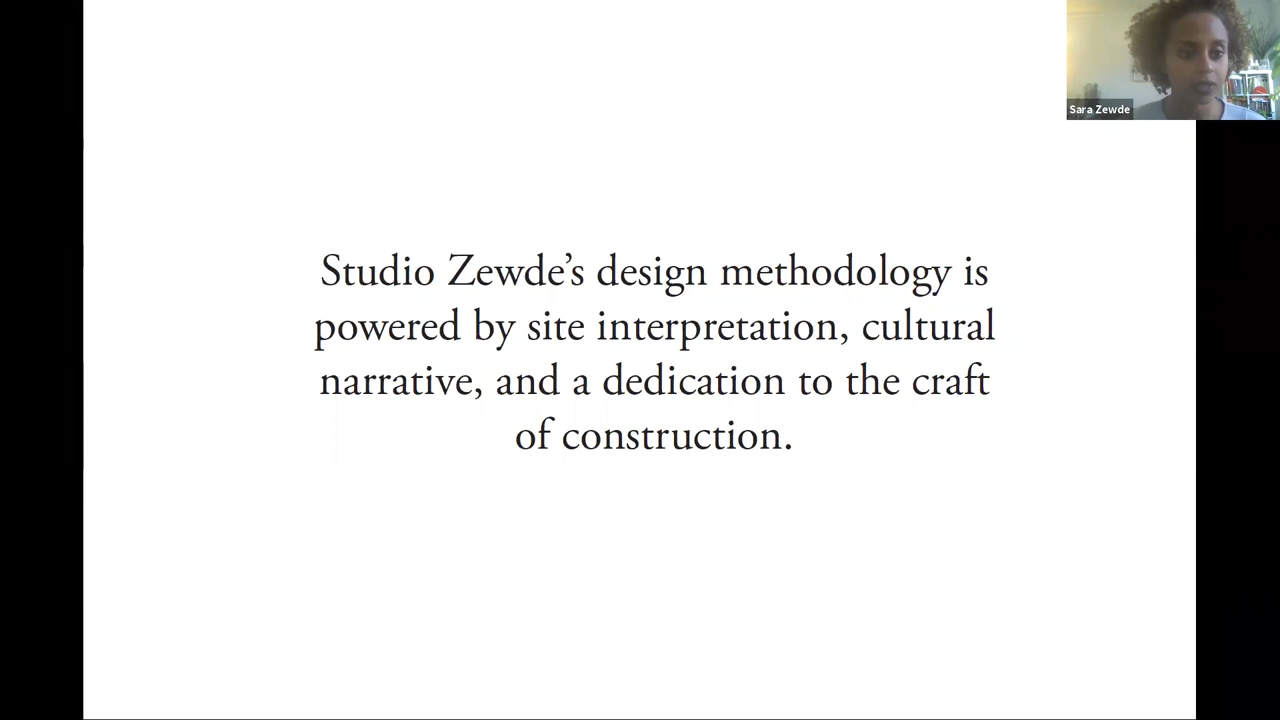 Sara Zewde
Studio Zewde’s design methodology is
powered by site interpretation, cultural
narrative, and a dedication to the craft
of construction.